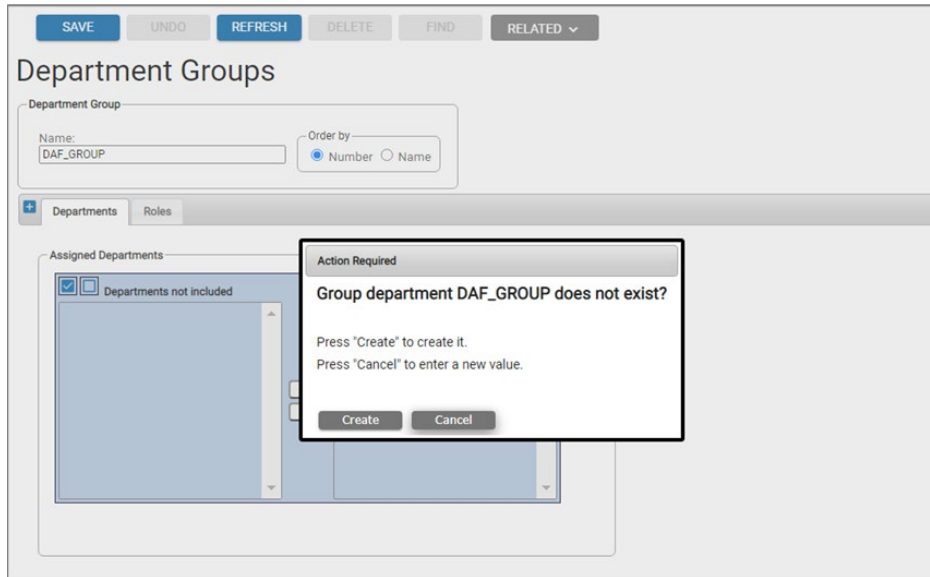 SAVE UNDO REFRESH DELETE FIND RELATED
Department Groups
Department Group
Name:
DAF_GROUP
Order by
Number Name
Departments Roles
Assigned Departments
Departments not included
Action Required
Group department DAF_GROUP does not exist?
Press "Create" to create it.
Press "Cancel" to enter a new value.
Create Cancel